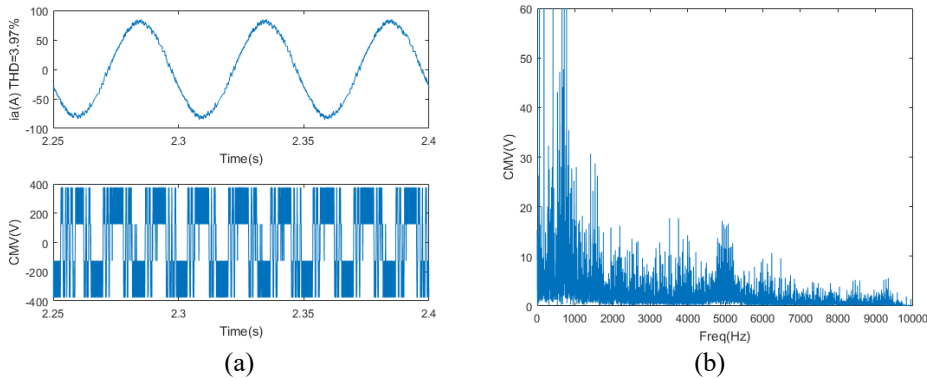 ia(A) THD=3.97%
100
50
0
-50
-100
2.25 2.3 2.35 2.4
Time(s)
CMV(V)
400
200
0
-200
-400
2.25 2.3 2.35 2.4
Time(s)
(a)
CMV(V)
60
50
40
30
20
10
0
0 1000 2000 3000 4000 5000 6000 7000 8000 9000 10000
Freq(Hz)
(b)